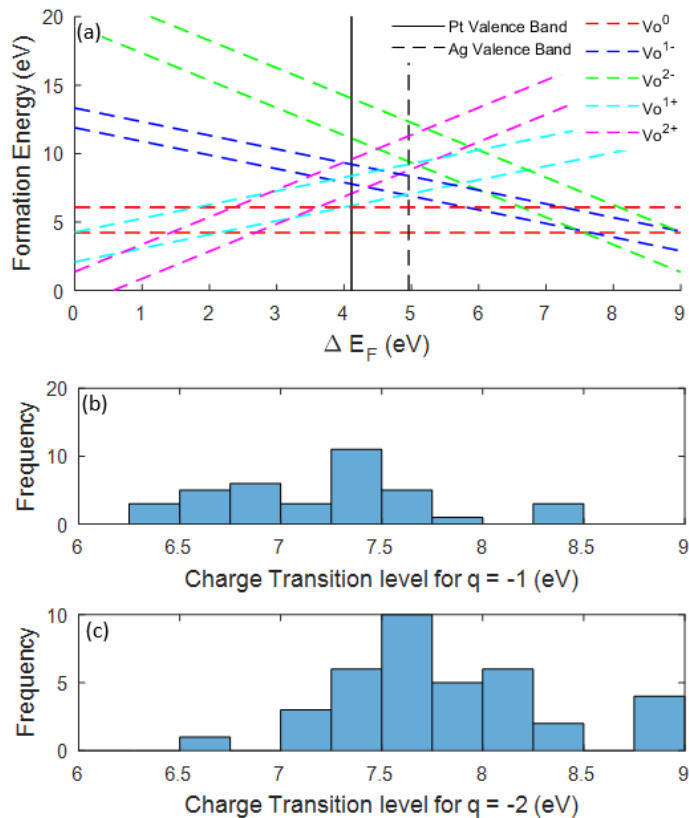 (a)
20
15
10
5
0
Formation Energy (eV)
Pt Valence Band
Ag Valence Band
Vo⁰
Vo¹⁻
Vo²⁻
Vo¹⁺
Vo²⁺
0 1 2 3 4 5 6 7 8 9
Δ E_F (eV)
(b)
20
10
0
Frequency
6 6.5 7 7.5 8 8.5 9
Charge Transition level for q = -1 (eV)
(c)
10
5
0
Frequency
6 6.5 7 7.5 8 8.5 9
Charge Transition level for q = -2 (eV)